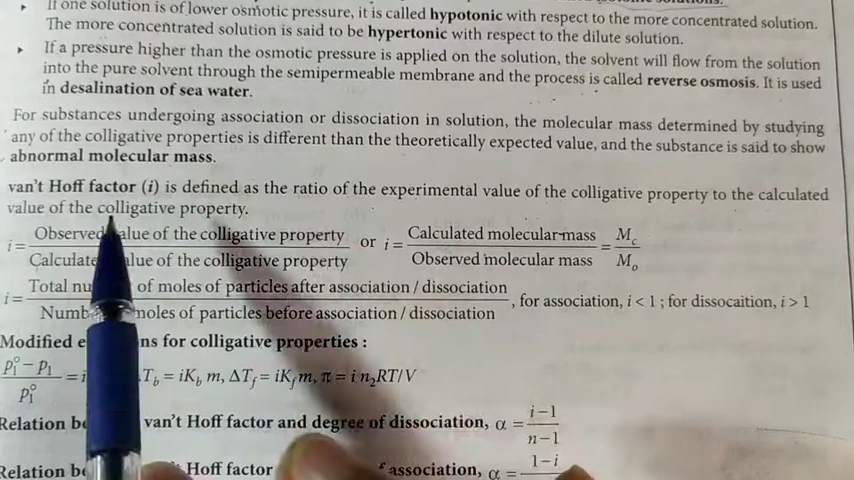 If one solution is of lower osmotic pressure, it is called hypotonic with respect to the more concentrated solution.
The more concentrated solution is said to be hypertonic with respect to the dilute solution.
If a pressure higher than the osmotic pressure is applied on the solution, the solvent will flow from the solution
into the pure solvent through the semipermeable membrane and the process is called reverse osmosis. It is used
in desalination of sea water.
For substances undergoing association or dissociation in solution, the molecular mass determined by studying
any of the colligative properties is different than the theoretically expected value, and the substance is said to show
abnormal molecular mass.
van't Hoff factor (i) is defined as the ratio of the experimental value of the colligative property to the calculated
value of the colligative property.
i = Observed value of the colligative property / Calculated value of the colligative property or i = Calculated molecular mass / Observed molecular mass = M_c / M_o
i = Total nu of moles of particles after association / dissociation / Numb moles of particles before association / dissociation , for association, i < 1 ; for dissocaition, i > 1
Modified e ns for colligative properties :
p₁° − p₁ / p₁° = i T_b = iK_b m, ΔT_f = iK_f m, π = i n₂RT/V
Relation be van't Hoff factor and degree of dissociation, α = i−1 / n−1
Relation be Hoff factor association, α = 1−i